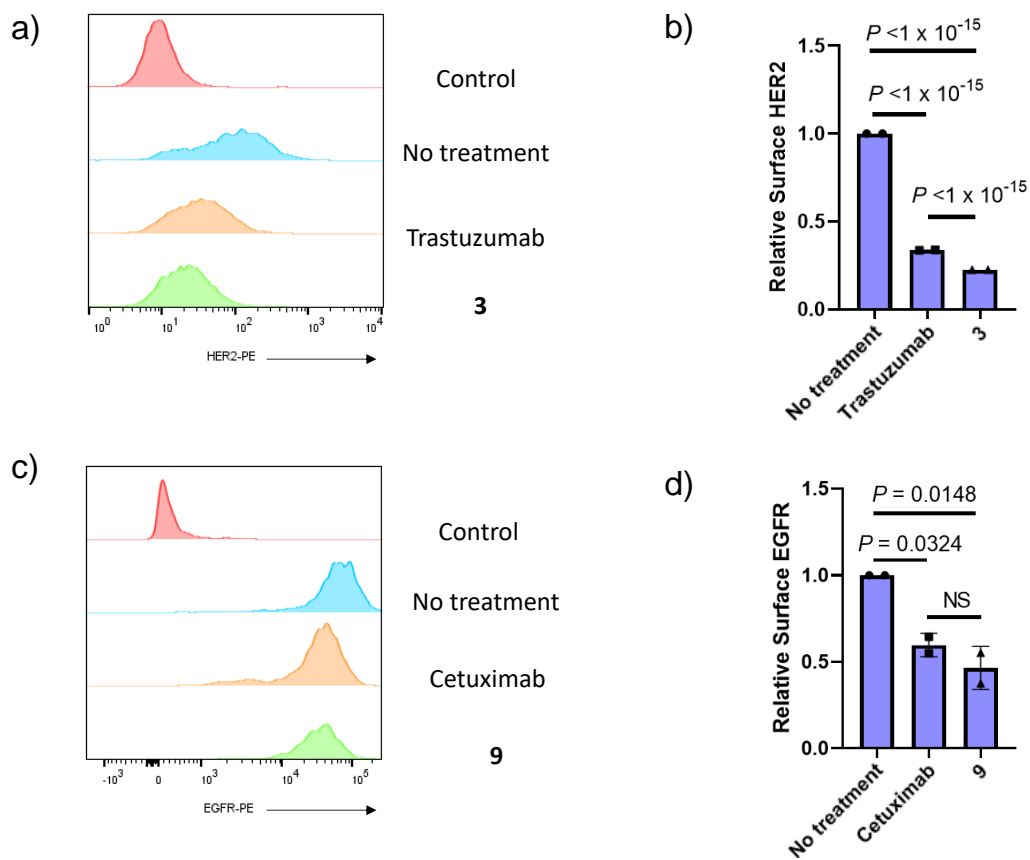 a)
Control
No treatment
Trastuzumab
3
10^0 10^1 10^2 10^3 10^4
HER2-PE
b)
P <1 x 10^-15
P <1 x 10^-15
P <1 x 10^-15
Relative Surface HER2
1.5
1.0
0.5
0.0
No treatment
Trastuzumab
3
c)
Control
No treatment
Cetuximab
9
-10^3 0 10^3 10^4 10^5
EGFR-PE
d)
P = 0.0148
P = 0.0324
NS
Relative Surface EGFR
1.5
1.0
0.5
0.0
No treatment
Cetuximab
9